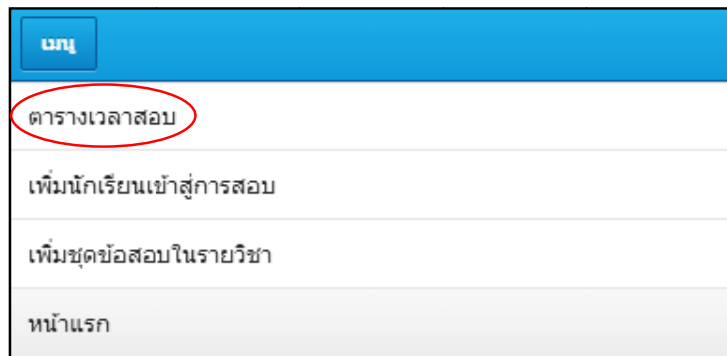 เมนู
ตารางเวลาสอบ
เพิ่มนักเรียนเข้าสู่การสอบ
เพิ่มชุดข้อสอบในรายวิชา
หน้าแรก